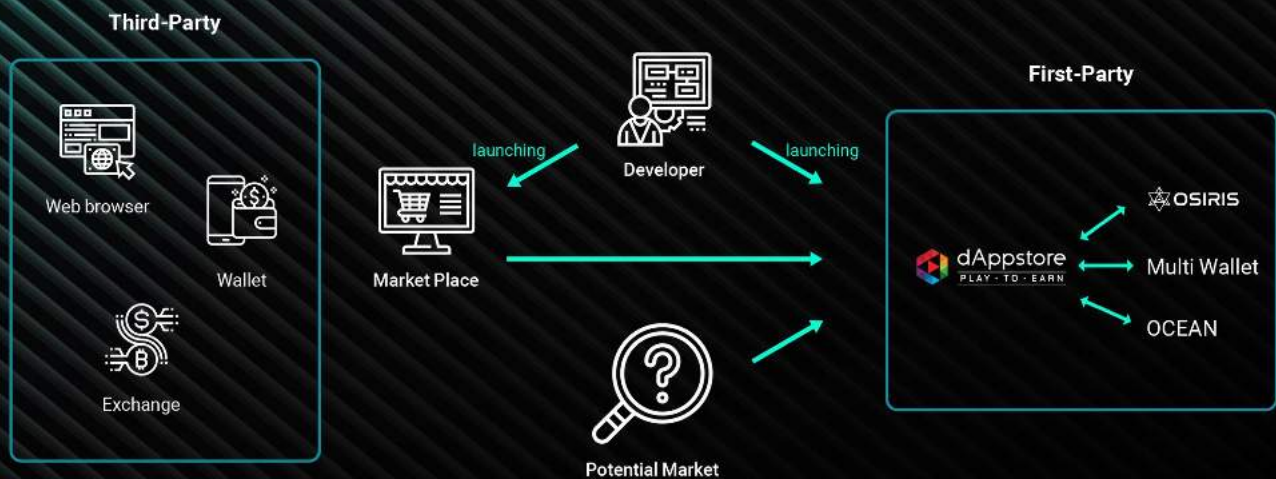 Third-Party
Web browser
Wallet
Exchange
launching
Market Place
Developer
launching
Potential Market
First-Party
dAppstore
PLAY - TO - EARN
OSIRIS
Multi Wallet
OCEAN